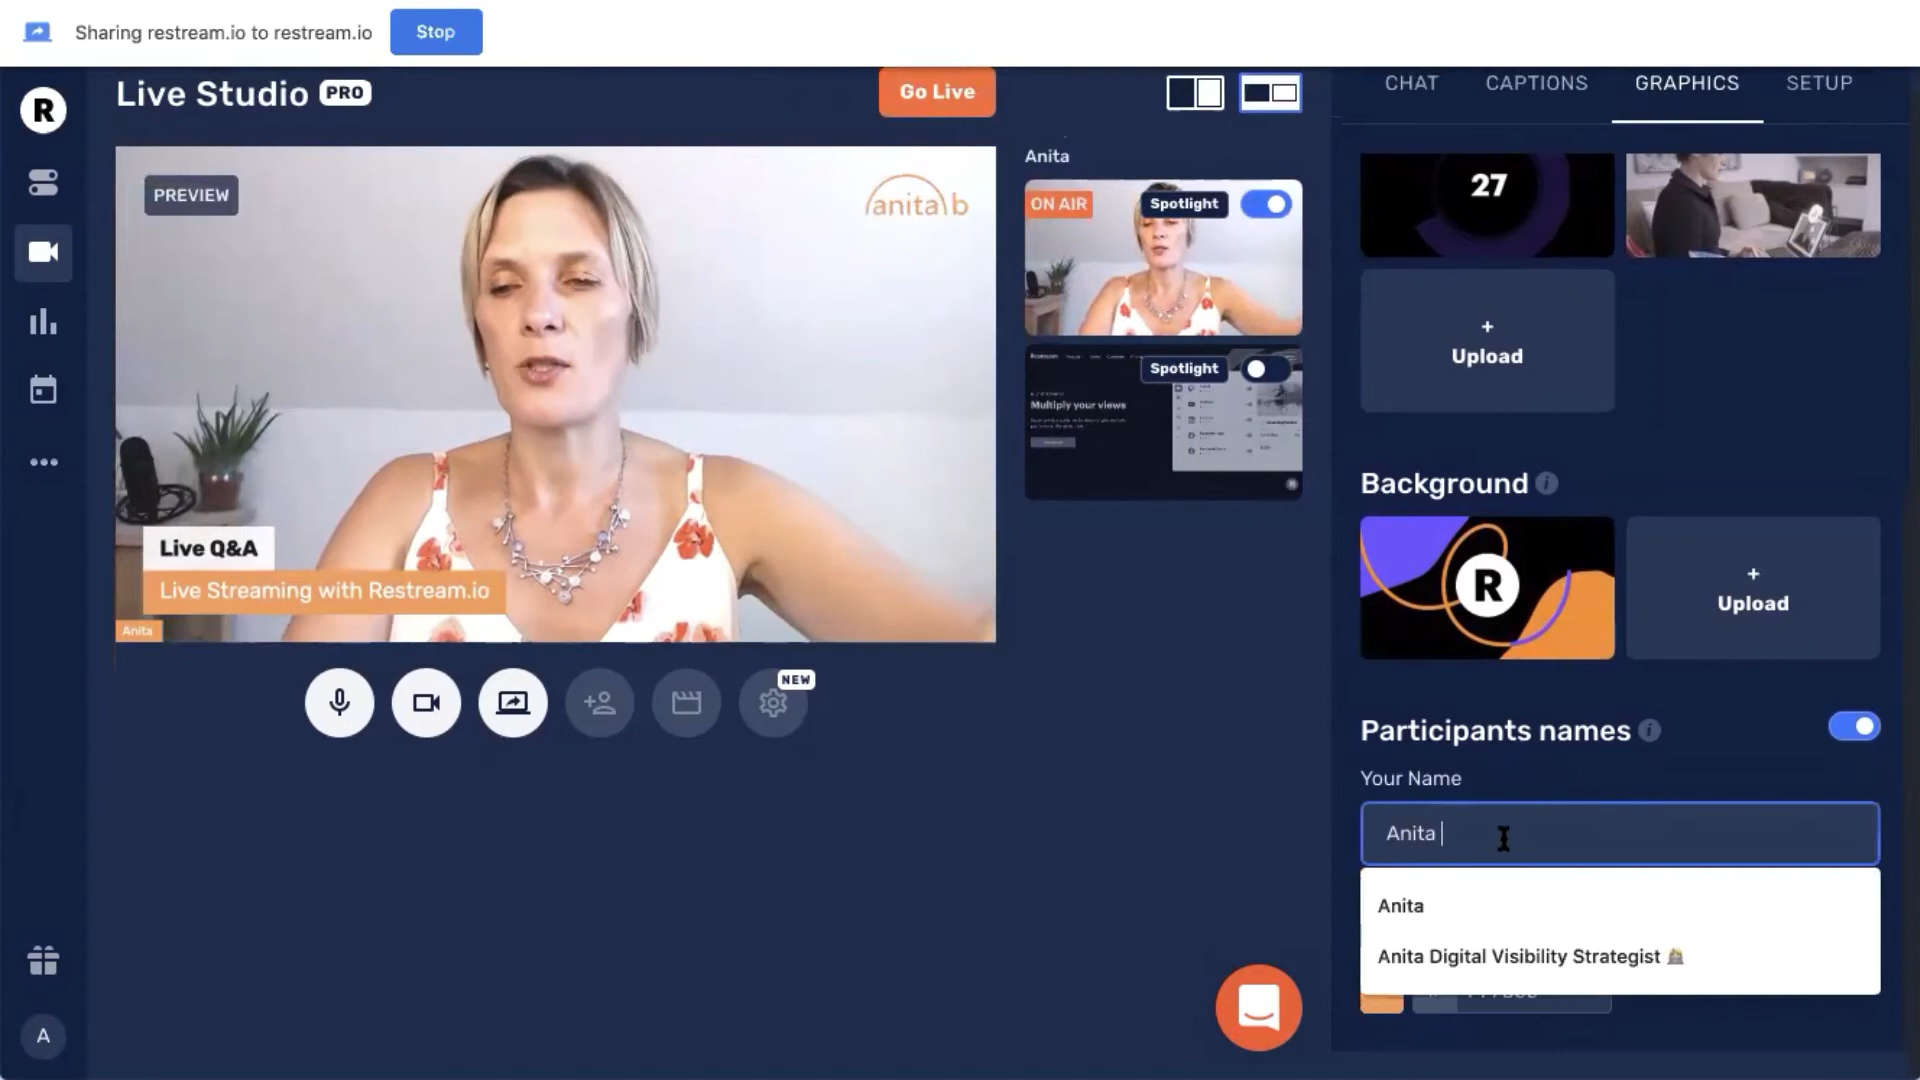 Sharing restream.io to restream.io
Stop
R
Live Studio PRO
Go Live
CHAT
CAPTIONS
GRAPHICS
SETUP
PREVIEW
anita b
Live Q&A
Live Streaming with Restream.io
Anita
NEW
Anita
ON AIR
Spotlight
Spotlight
Restream
Multiply your views
27
+
Upload
Background
R
+
Upload
Participants names
Your Name
Anita
Anita
Anita Digital Visibility Strategist
A